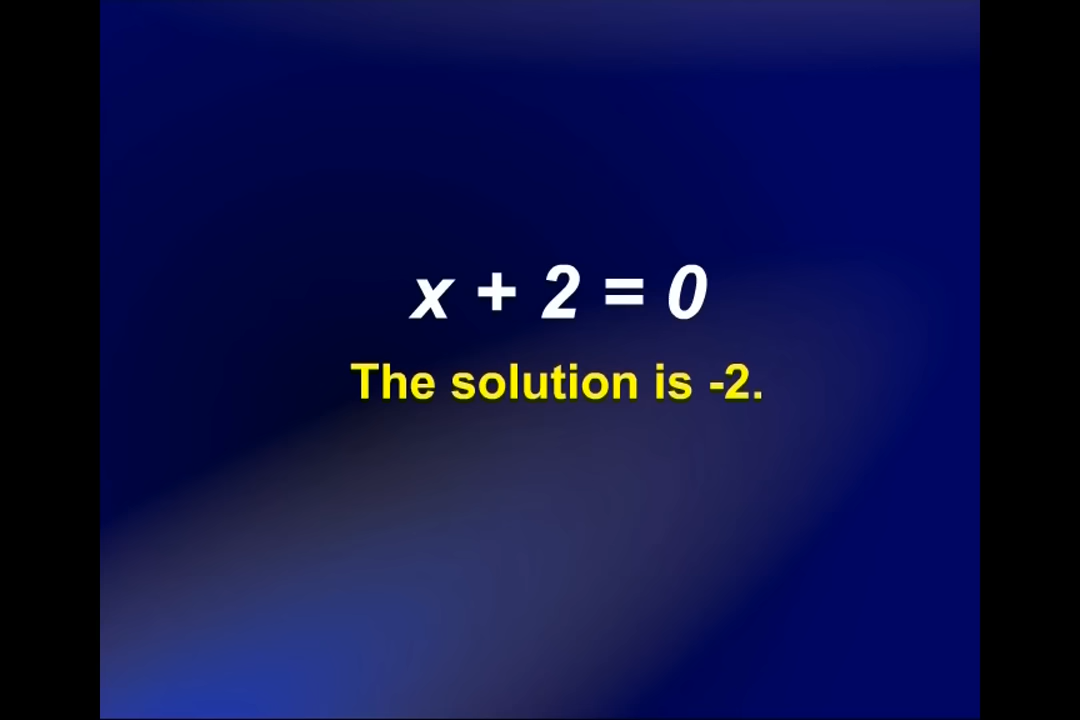 x + 2 = 0
The solution is -2.